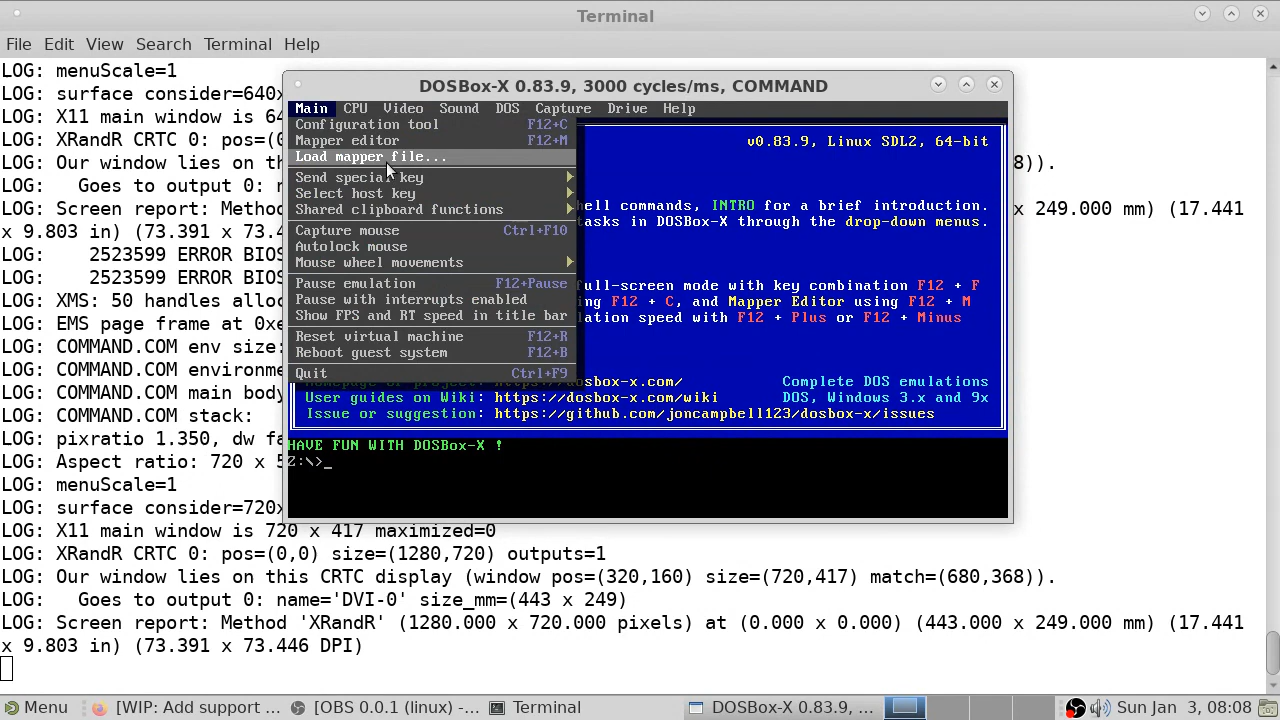 Terminal
File Edit View Search Terminal Help
LOG: menuScale=1
LOG: surface consider=640x
LOG: X11 main window is 64
LOG: XRandR CRTC 0: pos=(0
LOG: Our window lies on th
8)).
LOG:   Goes to output 0: n
LOG: Screen report: Method
x 249.000 mm) (17.441
x 9.803 in) (73.391 x 73.4
LOG:    2523599 ERROR BIOS
LOG:    2523599 ERROR BIOS
LOG: XMS: 50 handles alloc
LOG: EMS page frame at 0xe
LOG: COMMAND.COM env size:
LOG: COMMAND.COM environme
LOG: COMMAND.COM main body
LOG: COMMAND.COM stack:
LOG: pixratio 1.350, dw fa
LOG: Aspect ratio: 720 x 5
LOG: menuScale=1
LOG: surface consider=720x
LOG: X11 main window is 720 x 417 maximized=0
LOG: XRandR CRTC 0: pos=(0,0) size=(1280,720) outputs=1
LOG: Our window lies on this CRTC display (window pos=(320,160) size=(720,417) match=(680,368)).
LOG:   Goes to output 0: name='DVI-0' size_mm=(443 x 249)
LOG: Screen report: Method 'XRandR' (1280.000 x 720.000 pixels) at (0.000 x 0.000) (443.000 x 249.000 mm) (17.441
x 9.803 in) (73.391 x 73.446 DPI)
DOSBox-X 0.83.9, 3000 cycles/ms, COMMAND
Main CPU Video Sound DOS Capture Drive Help
Configuration tool F12+C
Mapper editor F12+M
Load mapper file...
Send special key
Select host key
Shared clipboard functions
Capture mouse Ctrl+F10
Autolock mouse
Mouse wheel movements
Pause emulation F12+Pause
Pause with interrupts enabled
Show FPS and RT speed in title bar
Reset virtual machine F12+R
Reboot guest system F12+B
Quit Ctrl+F9
v0.83.9, Linux SDL2, 64-bit
ell commands, INTRO for a brief introduction.
tasks in DOSBox-X through the drop-down menus.
ull-screen mode with key combination F12 + F
ng F12 + C, and Mapper Editor using F12 + M
lation speed with F12 + Plus or F12 + Minus
osbox-x.com/ Complete DOS emulations
User guides on Wiki: https://dosbox-x.com/wiki DOS, Windows 3.x and 9x
Issue or suggestion: https://github.com/joncampbell123/dosbox-x/issues
HAVE FUN WITH DOSBox-X !
Z:\>_
Menu [WIP: Add support ... [OBS 0.0.1 (linux) -... Terminal DOSBox-X 0.83.9, ... Sun Jan 3, 08:08